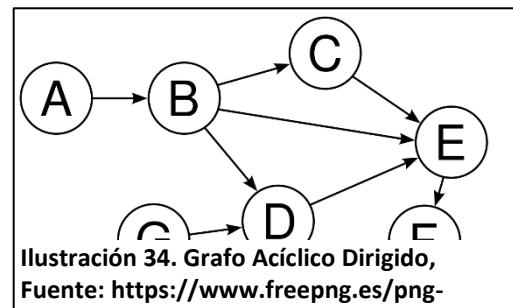 C
A
B
E
D
G
F
Ilustración 34. Grafo Acíclico Dirigido,
Fuente: https://www.freepng.es/png-